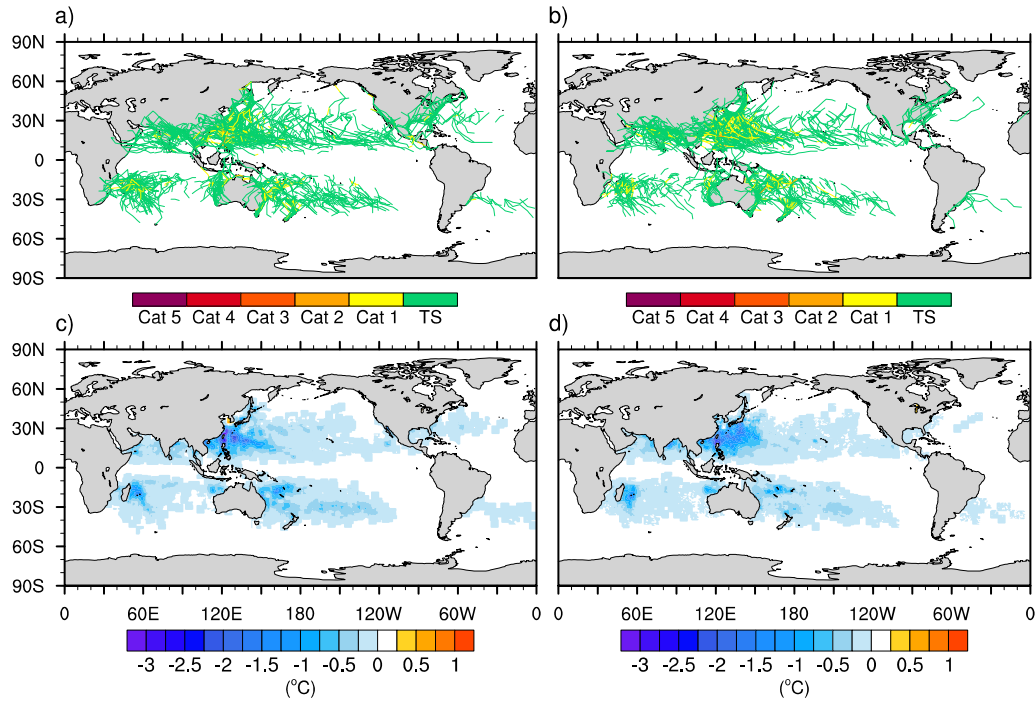 a)
b)
90N
60N
30N
0
30S
60S
90S
Cat 5 Cat 4 Cat 3 Cat 2 Cat 1 TS
Cat 5 Cat 4 Cat 3 Cat 2 Cat 1 TS
c)
d)
90N
60N
30N
0
30S
60S
90S
0 60E 120E 180 120W 60W 0
0 60E 120E 180 120W 60W 0
-3 -2.5 -2 -1.5 -1 -0.5 0 0.5 1
-3 -2.5 -2 -1.5 -1 -0.5 0 0.5 1
(°C)
(°C)